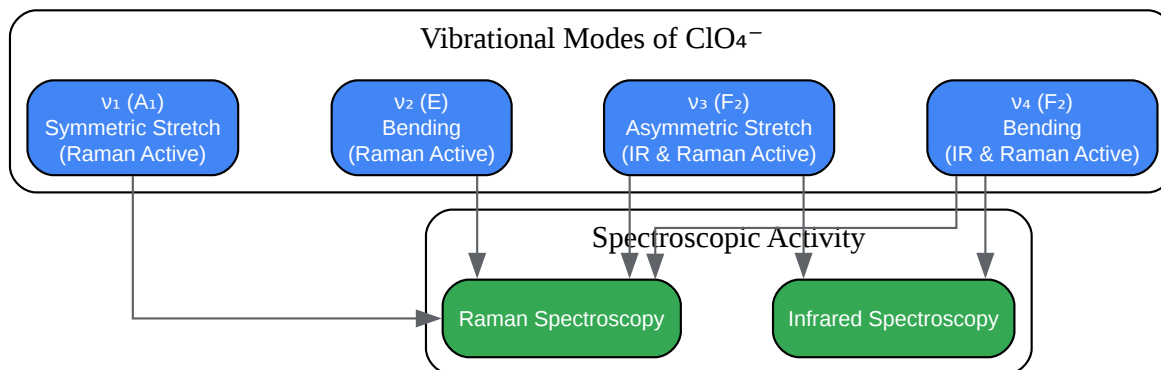 Vibrational Modes of ClO₄⁻
ν₁ (A₁)
Symmetric Stretch
(Raman Active)
ν₂ (E)
Bending
(Raman Active)
ν₃ (F₂)
Asymmetric Stretch
(IR & Raman Active)
ν₄ (F₂)
Bending
(IR & Raman Active)
Spectroscopic Activity
Raman Spectroscopy
Infrared Spectroscopy